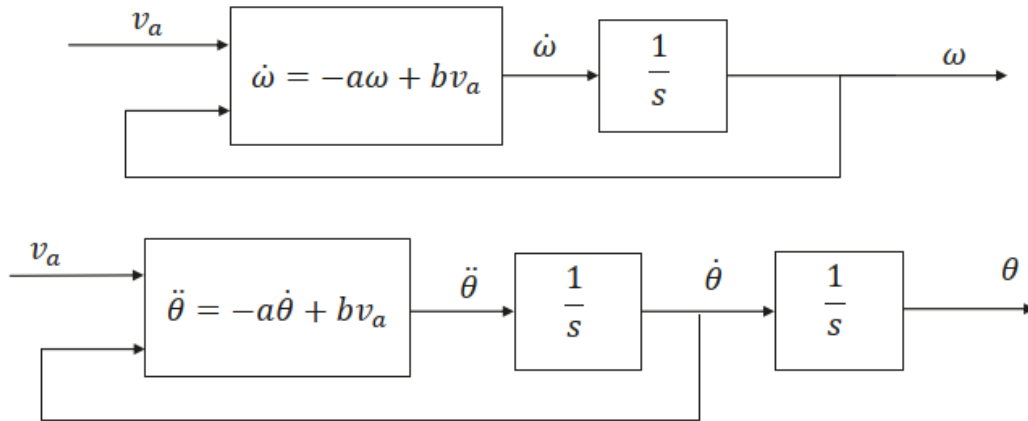 v_a
ω̇ = −aω + bv_a
ω̇
1
s
ω
v_a
θ̈ = −aθ̇ + bv_a
θ̈
1
s
θ̇
1
s
θ